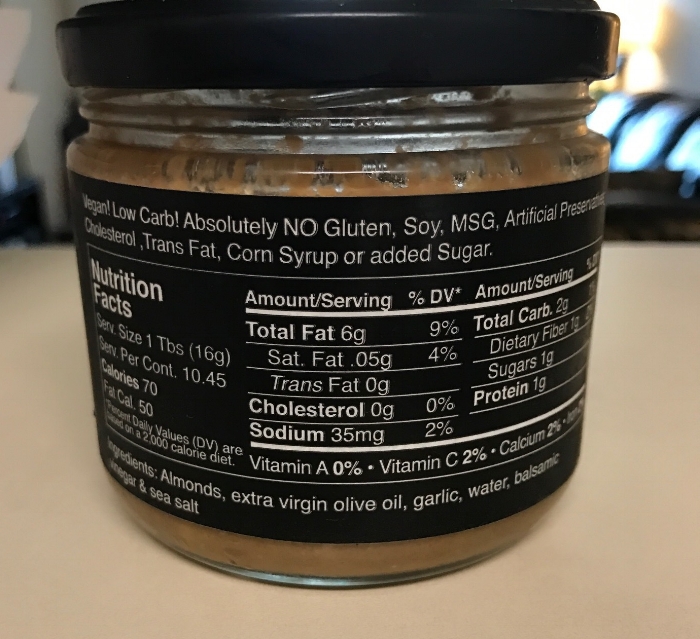 Vegan! Low Carb! Absolutely NO Gluten, Soy, MSG, Artificial
Cholesterol ,Trans Fat, Corn Syrup or added Sugar.
Nutrition
Facts
Serv. Size 1 Tbs (16g)
Serv. Per Cont. 10.45
Calories 70
Fat Cal. 50
Percent Daily Values (DV) are
based on a 2,000 calorie diet.
Amount/Serving % DV*
Total Fat 6g 9%
Sat. Fat .05g 4%
Trans Fat 0g
Cholesterol 0g 0%
Sodium 35mg 2%
Amount/Serving
Total Carb. 2g
Dietary Fiber 1g
Sugars 1g
Protein 1g
Vitamin A 0% • Vitamin C 2% • Calcium 2% •
Ingredients: Almonds, extra virgin olive oil, garlic, water, balsamic
vinegar & sea salt